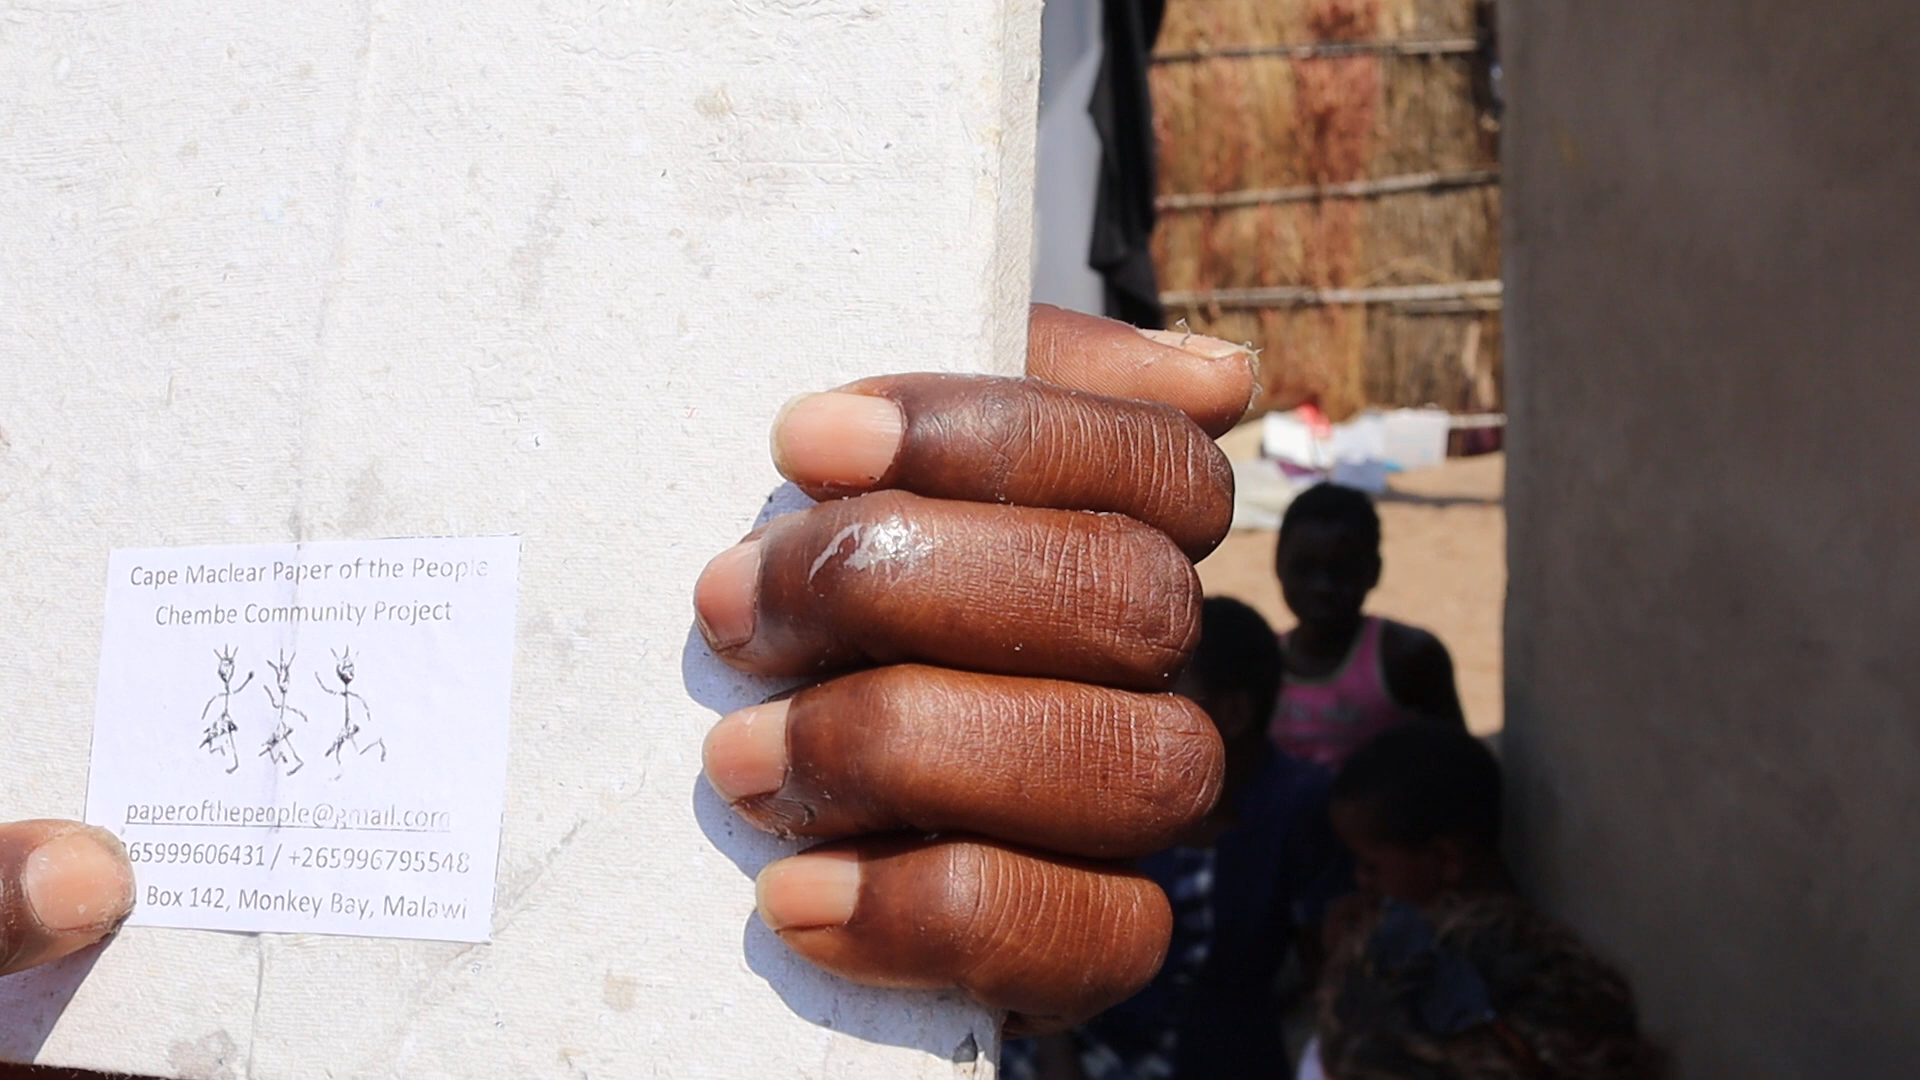 Cape Maclear Paper of the People
Chembe Community Project
paperofthepeople@gmail.com
65999606431 / +265996795548
Box 142, Monkey Bay, Malawi